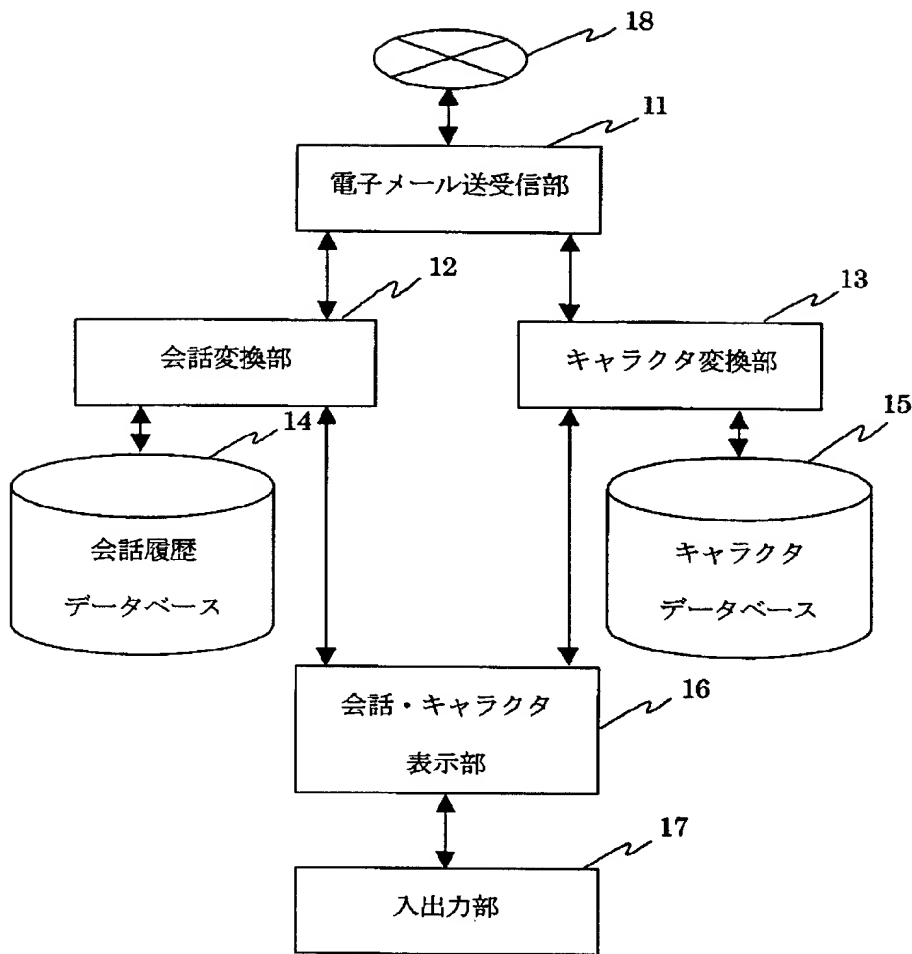 18
11
電子メール送受信部
12
13
会話変換部
キャラクタ変換部
14
15
会話履歴
データベース
キャラクタ
データベース
会話・キャラクタ
表示部
16
17
入出力部